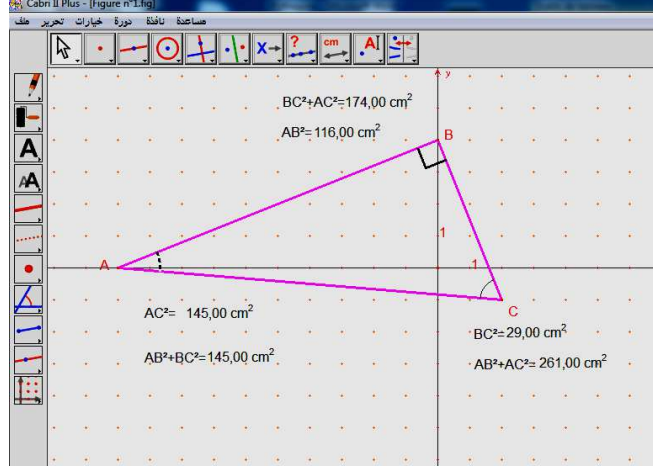 Cabri II Plus - [Figure n°1.fig]
ملف تحرير خيارات دورة نافذة مساعدة
X
?
cm
A
y
BC²+AC²=174,00 cm²
AB²=116,00 cm²
B
A
AA
1
A
1
C
AC²= 145,00 cm²
BC²=29,00 cm²
AB²+BC²=145,00 cm²
AB²+AC²= 261,00 cm²